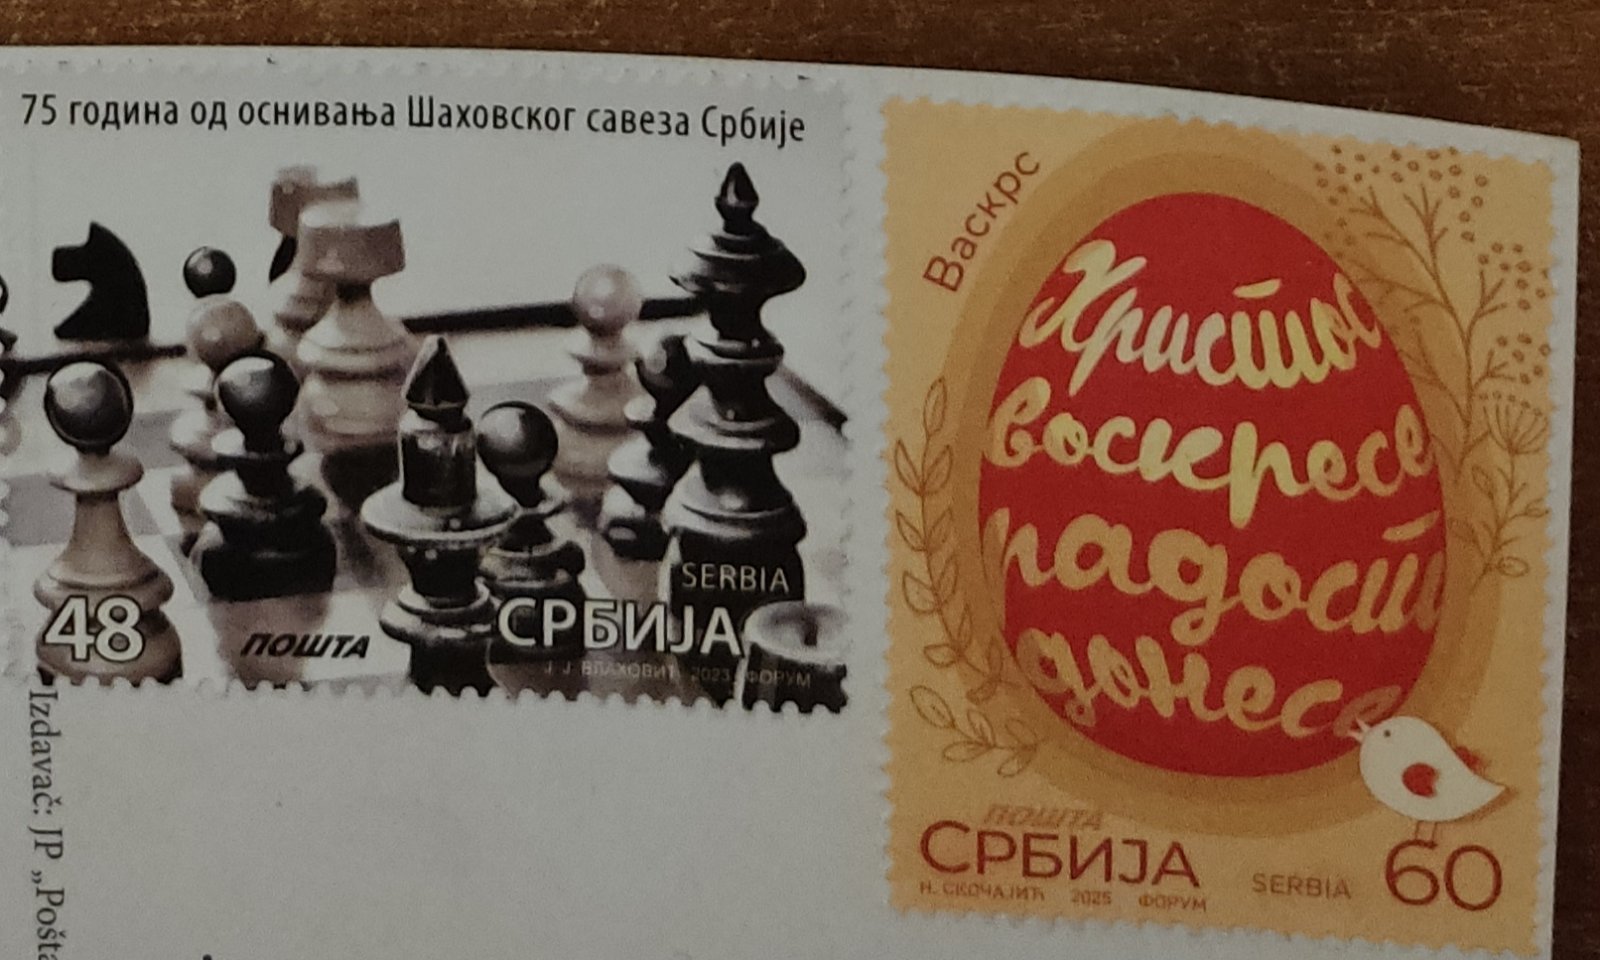 75 година од оснивања Шаховског савеза Србије
SERBIA
48
ПОШТА
СРБИЈА
Ј. Ј. ВЛАХОВИЋ 2023 ФОРУМ
Izdavač: JP „Pošta
Васкрс
Христос
воскресе
радост
донесе
ПОШТА
СРБИЈА
SERBIA
60
Н. СКОЧАЈИЋ 2025 ФОРУМ